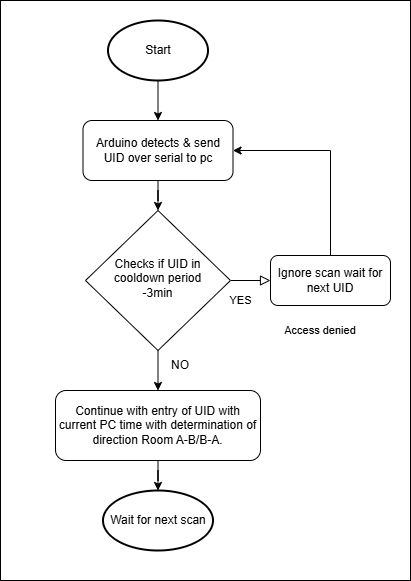 Start
Arduino detects & send
UID over serial to pc
Checks if UID in
cooldown period
-3min
YES
Ignore scan wait for
next UID
Access denied
NO
Continue with entry of UID with
current PC time with determination of
direction Room A-B/B-A.
Wait for next scan